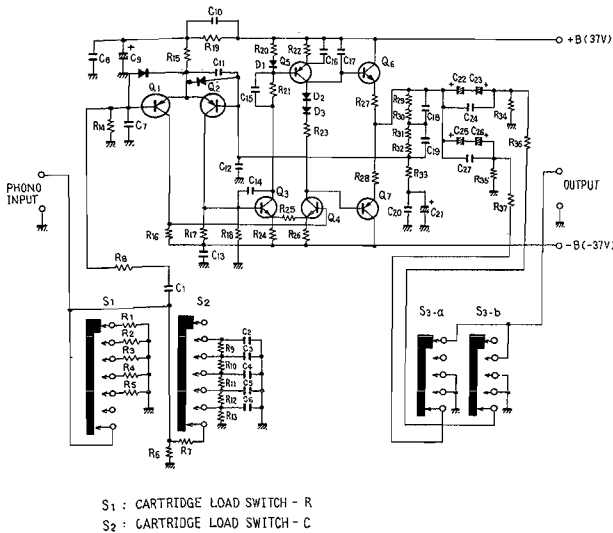 C10
R19
+B(37V)
C8
C9
R15
C11
R20
D1
Q5
R22
C16
C17
Q6
Q1
Q2
C15
R21
D2
D3
R23
R27
C22 C23
R29
R30
C18
C24
R34
R14
C7
C25 C26
R36
R31
R32
C19
C27
R35
C12
R33
R37
PHONO
INPUT
C14
Q3
R25
Q4
R28
Q7
C20
C21
OUTPUT
R16
R17
R18
R24
R26
C13
-B(-37V)
R8
C1
S1
S2
S3-a
S3-b
R1
R2
R3
R4
R5
C2
R9
C3
R10
C4
R11
C5
R12
C6
R13
R6
R7
S1 : CARTRIDGE LOAD SWITCH - R
S2 : CARTRIDGE LOAD SWITCH - C